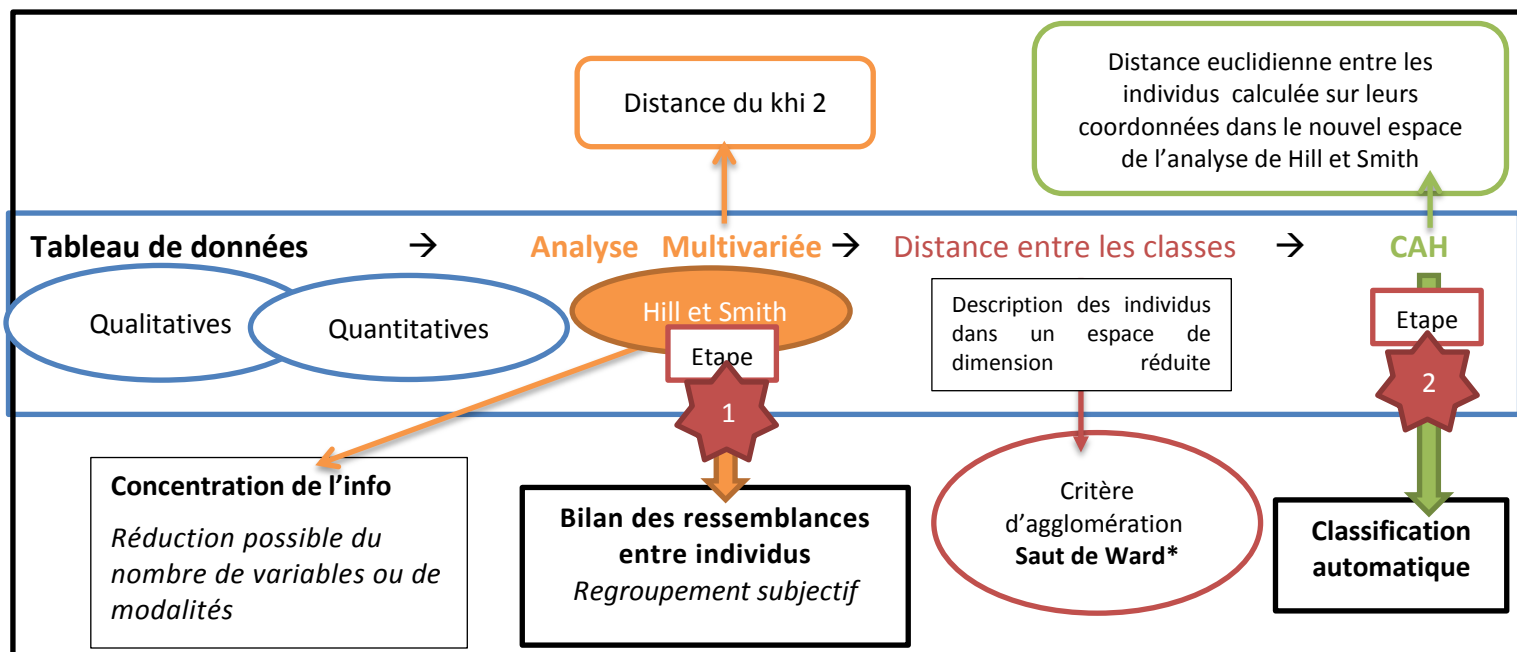 Distance du khi 2
Distance euclidienne entre les
individus calculée sur leurs
coordonnées dans le nouvel espace
de l'analyse de Hill et Smith
Tableau de données → Analyse Multivariée → Distance entre les classes → CAH
Qualitatives
Quantitatives
Hill et Smith
Etape
1
Description des individus
dans un espace de
dimension réduite
Etape
2
Concentration de l'info
Réduction possible du
nombre de variables ou de
modalités
Bilan des ressemblances
entre individus
Regroupement subjectif
Critère
d'agglomération
Saut de Ward*
Classification
automatique